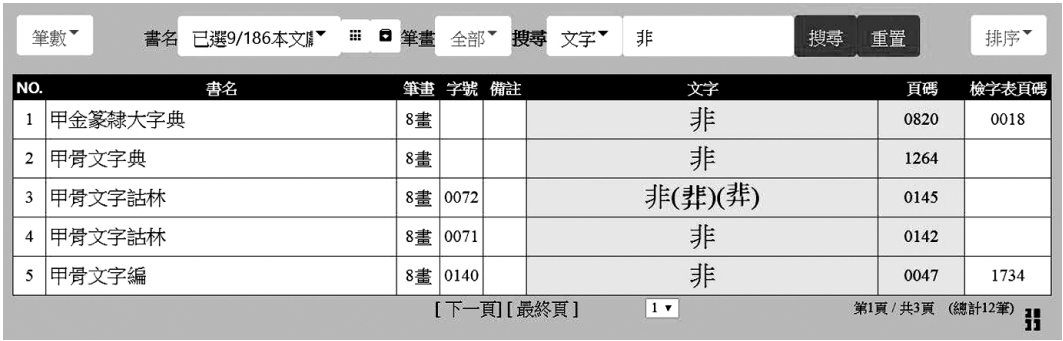 筆數 書名 已選9/186本文 筆畫 全部 搜尋 文字 非 搜尋 重置 排序
NO. 書名 筆畫 字號 備註 文字 頁碼 檢字表頁碼
1 甲金篆隸大字典 8畫 非 0820 0018
2 甲骨文字典 8畫 非 1264
3 甲骨文字詁林 8畫 0072 0145
4 甲骨文字詁林 8畫 0071 非 0142
5 甲骨文字編 8畫 0140 非 0047 1734
[ 下一頁] [ 最終頁 ] 1 第1頁 / 共3頁 (總計12筆)